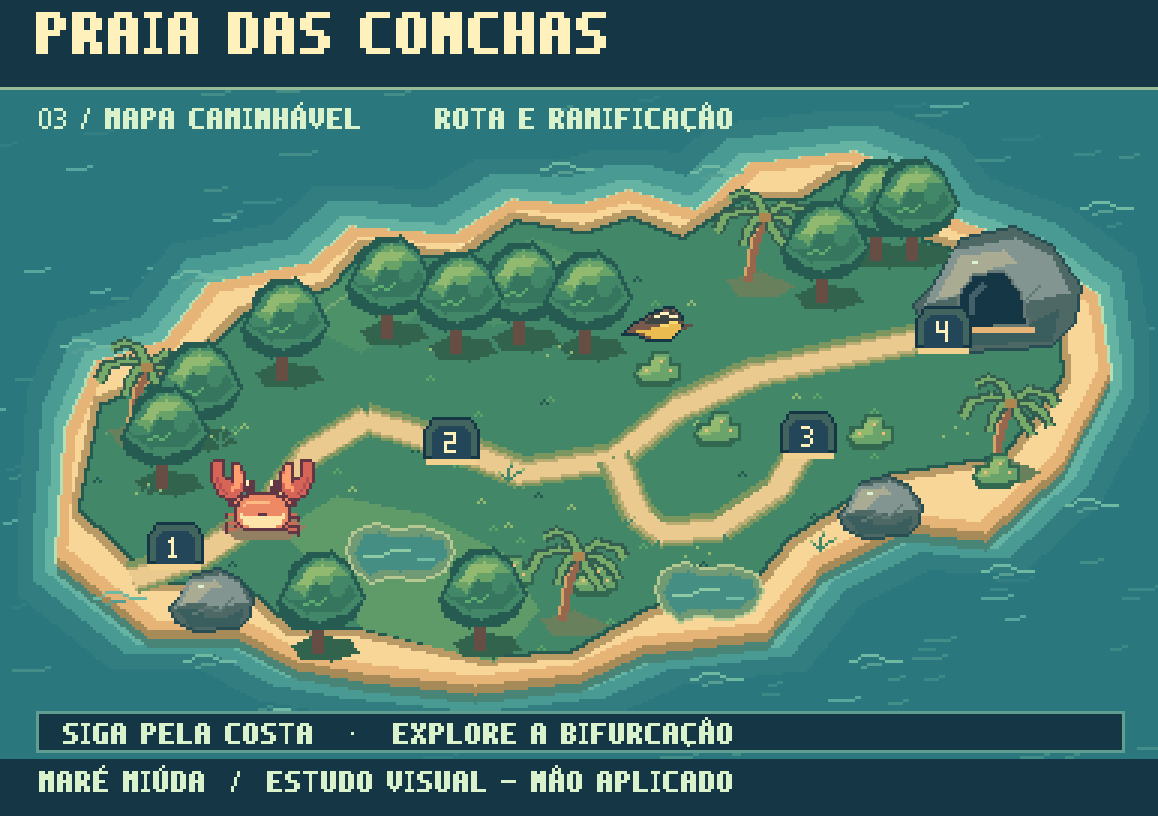 PRAIA DAS CONCHAS
03 / MAPA CAMINHÁVEL ROTA E RAMIFICAÇÃO
4
2
3
1
SIGA PELA COSTA · EXPLORE A BIFURCAÇÃO
MARÉ MIÚDA / ESTUDO VISUAL — NÃO APLICADO